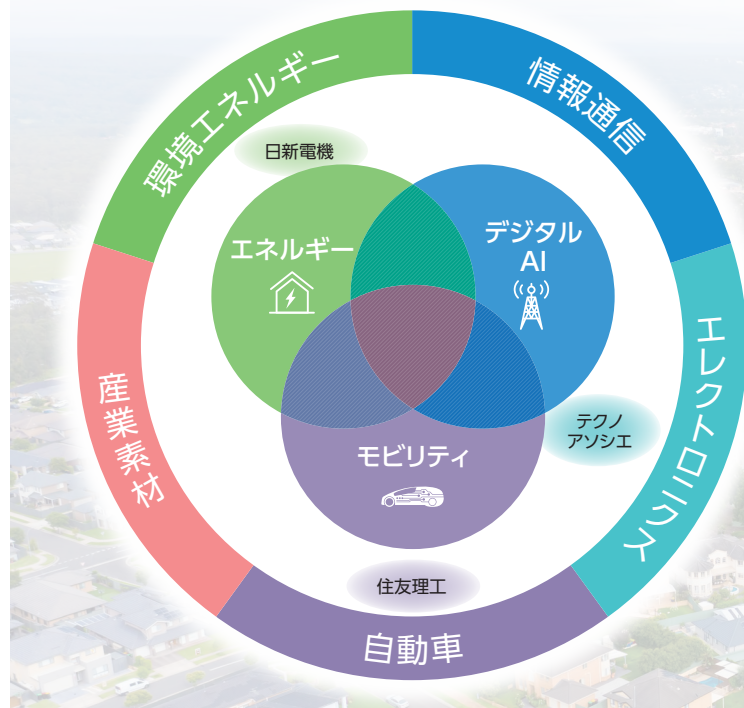 環境エネルギー
情報通信
日新電機
エネルギー
デジタル
AI
エレクトロニクス
産業素材
テクノ
アソシエ
モビリティ
住友理工
自動車